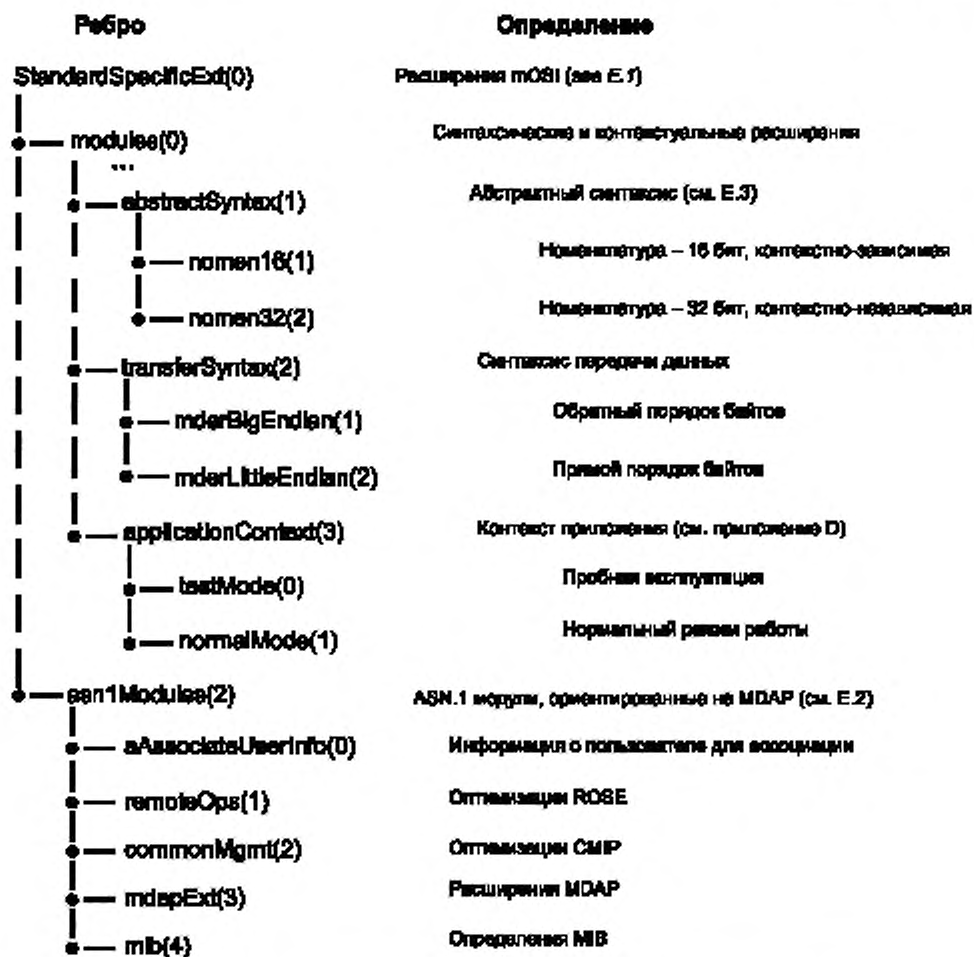 Ребро Определение
StandardSpecificExt(0) Расширения mOSI (see E.1)
modules(0) Синтаксические и контекстуальные расширения
...
abstractSyntax(1) Абстрактный синтаксис (см. E.3)
nomen16(1) Номенклатура – 16 бит, контекстно-зависимая
nomen32(2) Номенклатура – 32 бит, контекстно-независимая
transferSyntax(2) Синтаксис передачи данных
mderBigEndian(1) Обратный порядок байтов
mderLittleEndian(2) Прямой порядок байтов
applicationContext(3) Контекст приложения (см. приложение D)
testMode(0) Пробная эксплуатация
normalMode(1) Нормальный режим работы
asn1Modules(2) ASN.1 модули, ориентированные на MDAP (см. E.2)
aAssociateUserInfo(0) Информация о пользователе для ассоциации
remoteOps(1) Оптимизации ROSE
commonMgmt(2) Оптимизации CMIP
mdapExt(3) Расширения MDAP
mib(4) Определения MIB